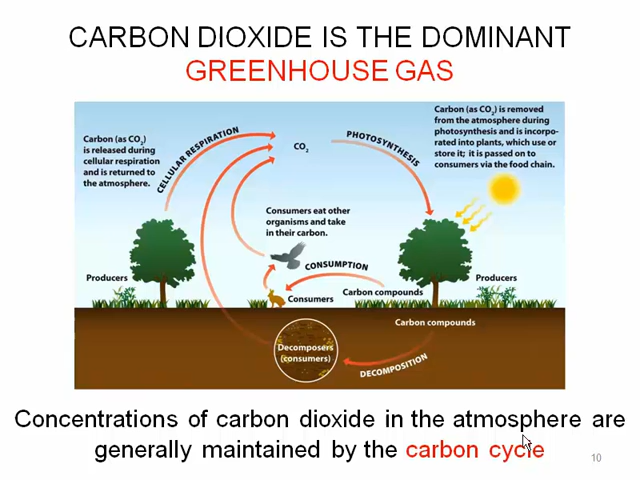 CARBON DIOXIDE IS THE DOMINANT
GREENHOUSE GAS
Carbon (as CO₂)
is released during
cellular respiration
and is returned to
the atmosphere.
CELLULAR RESPIRATION
CO₂
PHOTOSYNTHESIS
Carbon (as CO₂) is removed
from the atmosphere during
photosynthesis and is incorpo-
rated into plants, which use or
store it; it is passed on to
consumers via the food chain.
Consumers eat other
organisms and take
in their carbon.
CONSUMPTION
Producers
Consumers
Carbon compounds
Producers
Carbon compounds
Decomposers
(consumers)
DECOMPOSITION
Concentrations of carbon dioxide in the atmosphere are
generally maintained by the carbon cycle
10